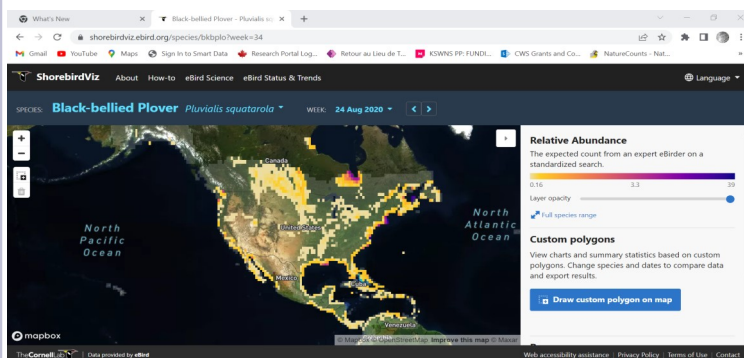 What's New
Black-bellied Plover - Pluvialis sq
shorebirdviz.ebird.org/species/bkbplo?week=34
Gmail YouTube Maps Sign In to Smart Data Research Portal Log... Retour au Lieu de T... KSWNS PP: FUNDI... CWS Grants and Co... NatureCounts - Nat...
ShorebirdViz About How-to eBird Science eBird Status & Trends Language
SPECIES: Black-bellied Plover Pluvialis squatarola WEEK: 24 Aug 2020
Relative Abundance
The expected count from an expert eBirder on a
standardized search.
0.16 3.3 39
Layer opacity
Full species range
Custom polygons
View charts and summary statistics based on custom
polygons. Change species and dates to compare data
and export results.
Draw custom polygon on map
Canada
North
Pacific
Ocean
United States
North
Atlantic
Ocean
Mexico
Cuba
Venezuela
mapbox
© Mapbox © OpenStreetMap Improve this map © Maxar
TheCornellLab Data provided by eBird Web accessibility assistance | Privacy Policy | Terms of Use | Contact